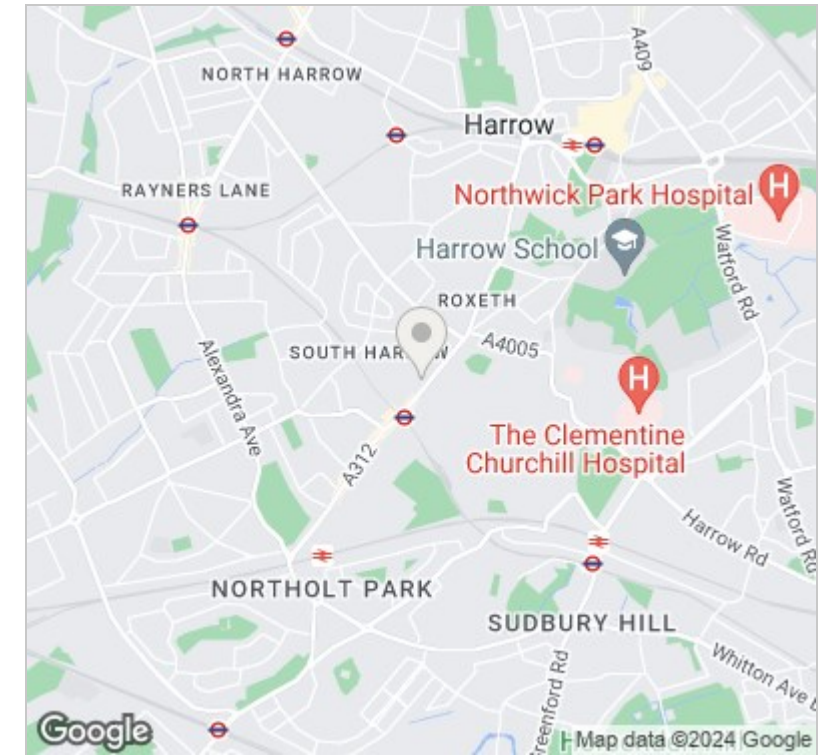 A409
NORTH HARROW
Harrow
RAYNERS LANE
Northwick Park Hospital
H
Harrow School
Watford Rd
ROXETH
A4005
SOUTH HAR W
Alexandra Ave
H
The Clementine
Churchill Hospital
A312
Watford Rd
Harrow Rd
NORTHOLT PARK
SUDBURY HILL
Whitton Ave E
Greenford Rd
Google
Map data ©2024 Google